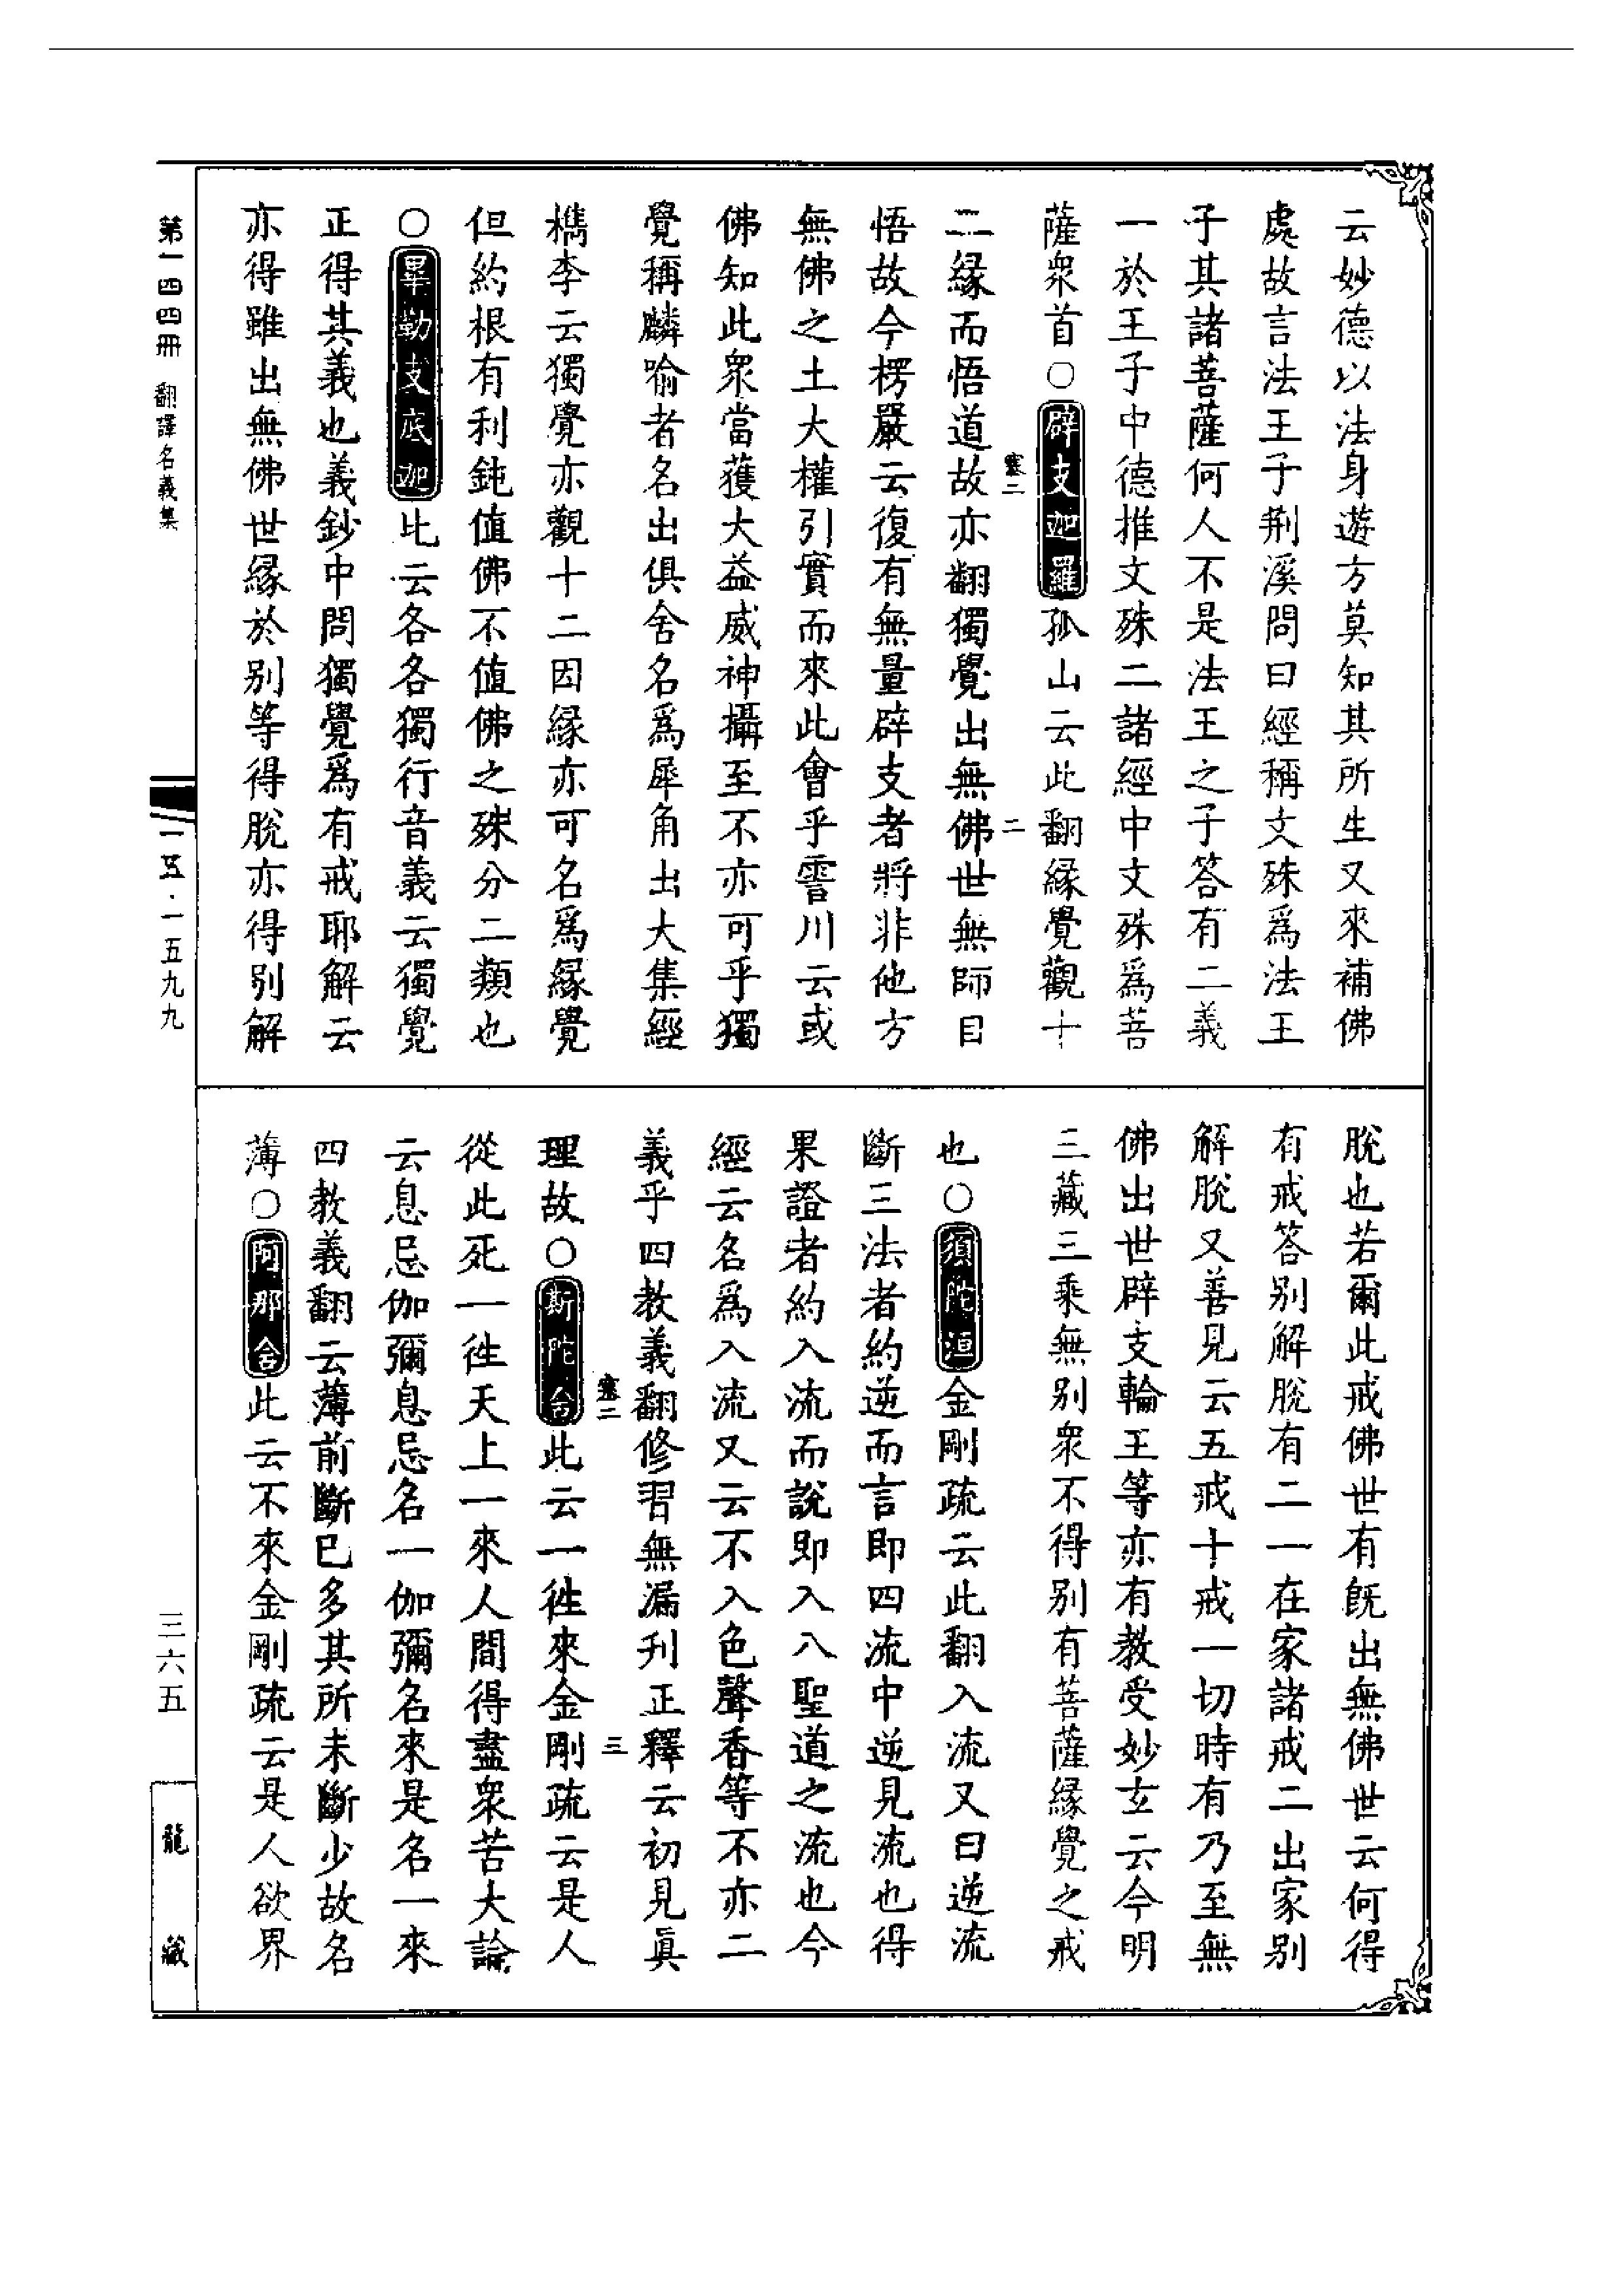 云妙德以法身遊方莫知其所生又來補佛
處故言法王子荆溪問曰經稱文殊爲法王
子其諸菩薩何人不是法王之子答有二義
一於王子中德推文殊二諸經中文殊爲菩
薩衆首○辟支迦羅孤山云此翻緣覺觀十
塞二
二
二緣而悟道故亦翻獨覺出無佛世無師自
悟故今楞嚴云復有無量辟支者將非他方
無佛之土大權引實而來此會乎霅川云或
佛知此衆當獲大益威神攝至不亦可乎獨
覺稱麟喻者名出俱舍名爲犀角出大集經
檇李云獨覺亦觀十二因緣亦可名爲緣覺
但約根有利鈍值佛不值佛之殊分二類也
○畢勒支底迦此云各各獨行音義云獨覺
正得其義也義鈔中問獨覺爲有戒耶解云
亦得雖出無佛世緣於別等得脫亦得別解
脫也若爾此戒佛世有旣出無佛世云何得
有戒答別解脫有二一在家諸戒二出家別
解脫又善見云五戒十戒一切時有乃至無
佛出世辟支輪王等亦有教受妙玄云今明
三藏三乘無別衆不得別有菩薩緣覺之戒
也○須陀洹金剛疏云此翻入流又曰逆流
斷三法者約逆而言即四流中逆見流也得
果證者約入流而說即入八聖道之流也今
經云名爲入流又云不入色聲香等不亦二
義乎四教義翻修習無漏刋正釋云初見眞
塞二
三
理故○斯陀含此云一往來金剛疏云是人
從此死一往天上一來人間得盡衆苦大論
云息忌伽彌息忌名一伽彌名來是名一來
四教義翻云薄前斷已多其所未斷少故名
薄○阿那含此云不來金剛疏云是人欲界
第一四四冊 翻譯名義集
一五·一五九九
三六五
龍藏